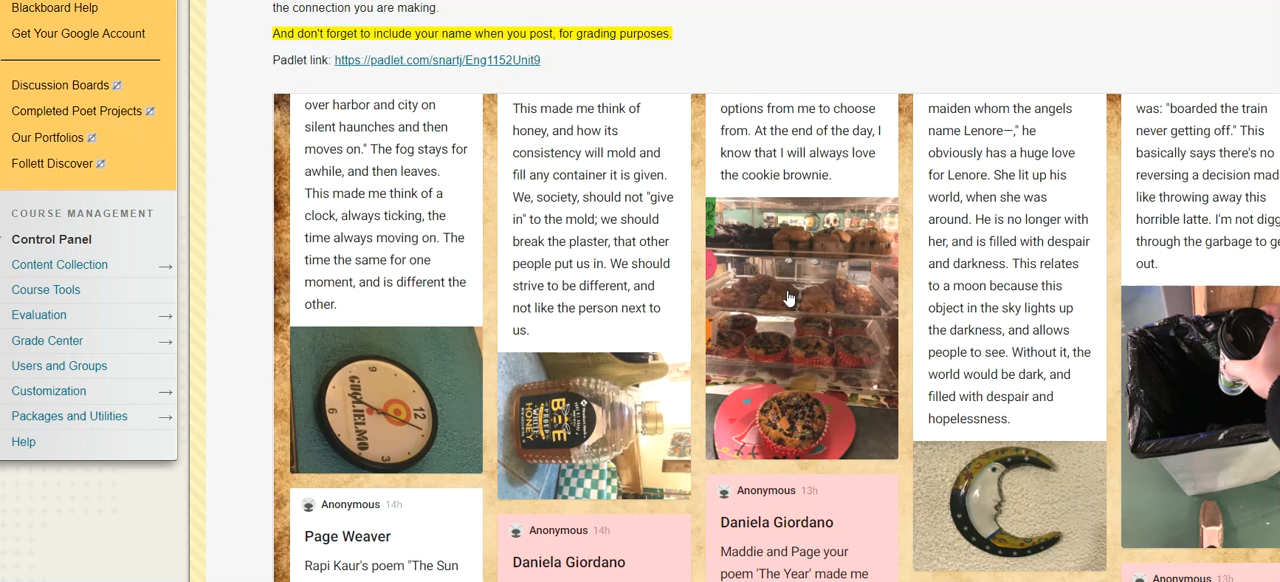 Blackboard Help
Get Your Google Account
Discussion Boards
Completed Poet Projects
Our Portfolios
Follett Discover
COURSE MANAGEMENT
Control Panel
Content Collection
Course Tools
Evaluation
Grade Center
Users and Groups
Customization
Packages and Utilities
Help
the connection you are making.
And don't forget to include your name when you post, for grading purposes.
Padlet link: https://padlet.com/snartj/Eng1152Unit9
over harbor and city on
silent haunches and then
moves on." The fog stays for
awhile, and then leaves.
This made me think of a
clock, always ticking, the
time always moving on. The
time the same for one
moment, and is different the
other.
GUGLIELMO
12
3
6
9
Anonymous 14h
Page Weaver
Rapi Kaur's poem "The Sun
This made me think of
honey, and how its
consistency will mold and
fill any container it is given.
We, society, should not "give
in" to the mold; we should
break the plaster, that other
people put us in. We should
strive to be different, and
not like the person next to
us.
BEE
HONEY
Anonymous 14h
Daniela Giordano
options from me to choose
from. At the end of the day, I
know that I will always love
the cookie brownie.
Anonymous 13h
Daniela Giordano
Maddie and Page your
poem 'The Year' made me
maiden whom the angels
name Lenore—," he
obviously has a huge love
for Lenore. She lit up his
world, when she was
around. He is no longer with
her, and is filled with despair
and darkness. This relates
to a moon because this
object in the sky lights up
the darkness, and allows
people to see. Without it, the
world would be dark, and
filled with despair and
hopelessness.
was: "boarded the train
never getting off." This
basically says there's no
reversing a decision mad
like throwing away this
horrible latte. I'm not digg
through the garbage to ge
out.
Anonymous 13h